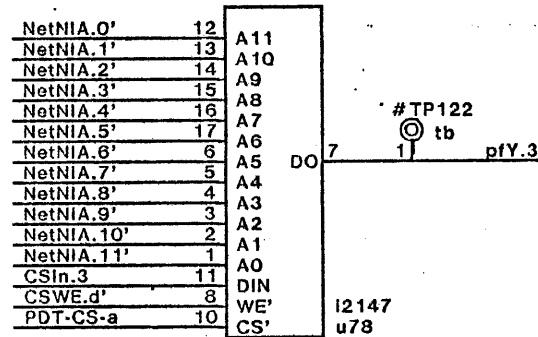 NetNIA.0' 12 A11
NetNIA.1' 13 A10
NetNIA.2' 14 A9
NetNIA.3' 15 A8
NetNIA.4' 16 A7
NetNIA.5' 17 A6
NetNIA.6' 6 A5
NetNIA.7' 5 A4
NetNIA.8' 4 A3
NetNIA.9' 3 A2
NetNIA.10' 2 A1
NetNIA.11' 1 A0
CSIn.3 11 DIN
CSWE.d' 8 WE'
PDT-CS-a 10 CS'
#TP122
tb
DO 7 1 pfY.3
i2147
u78